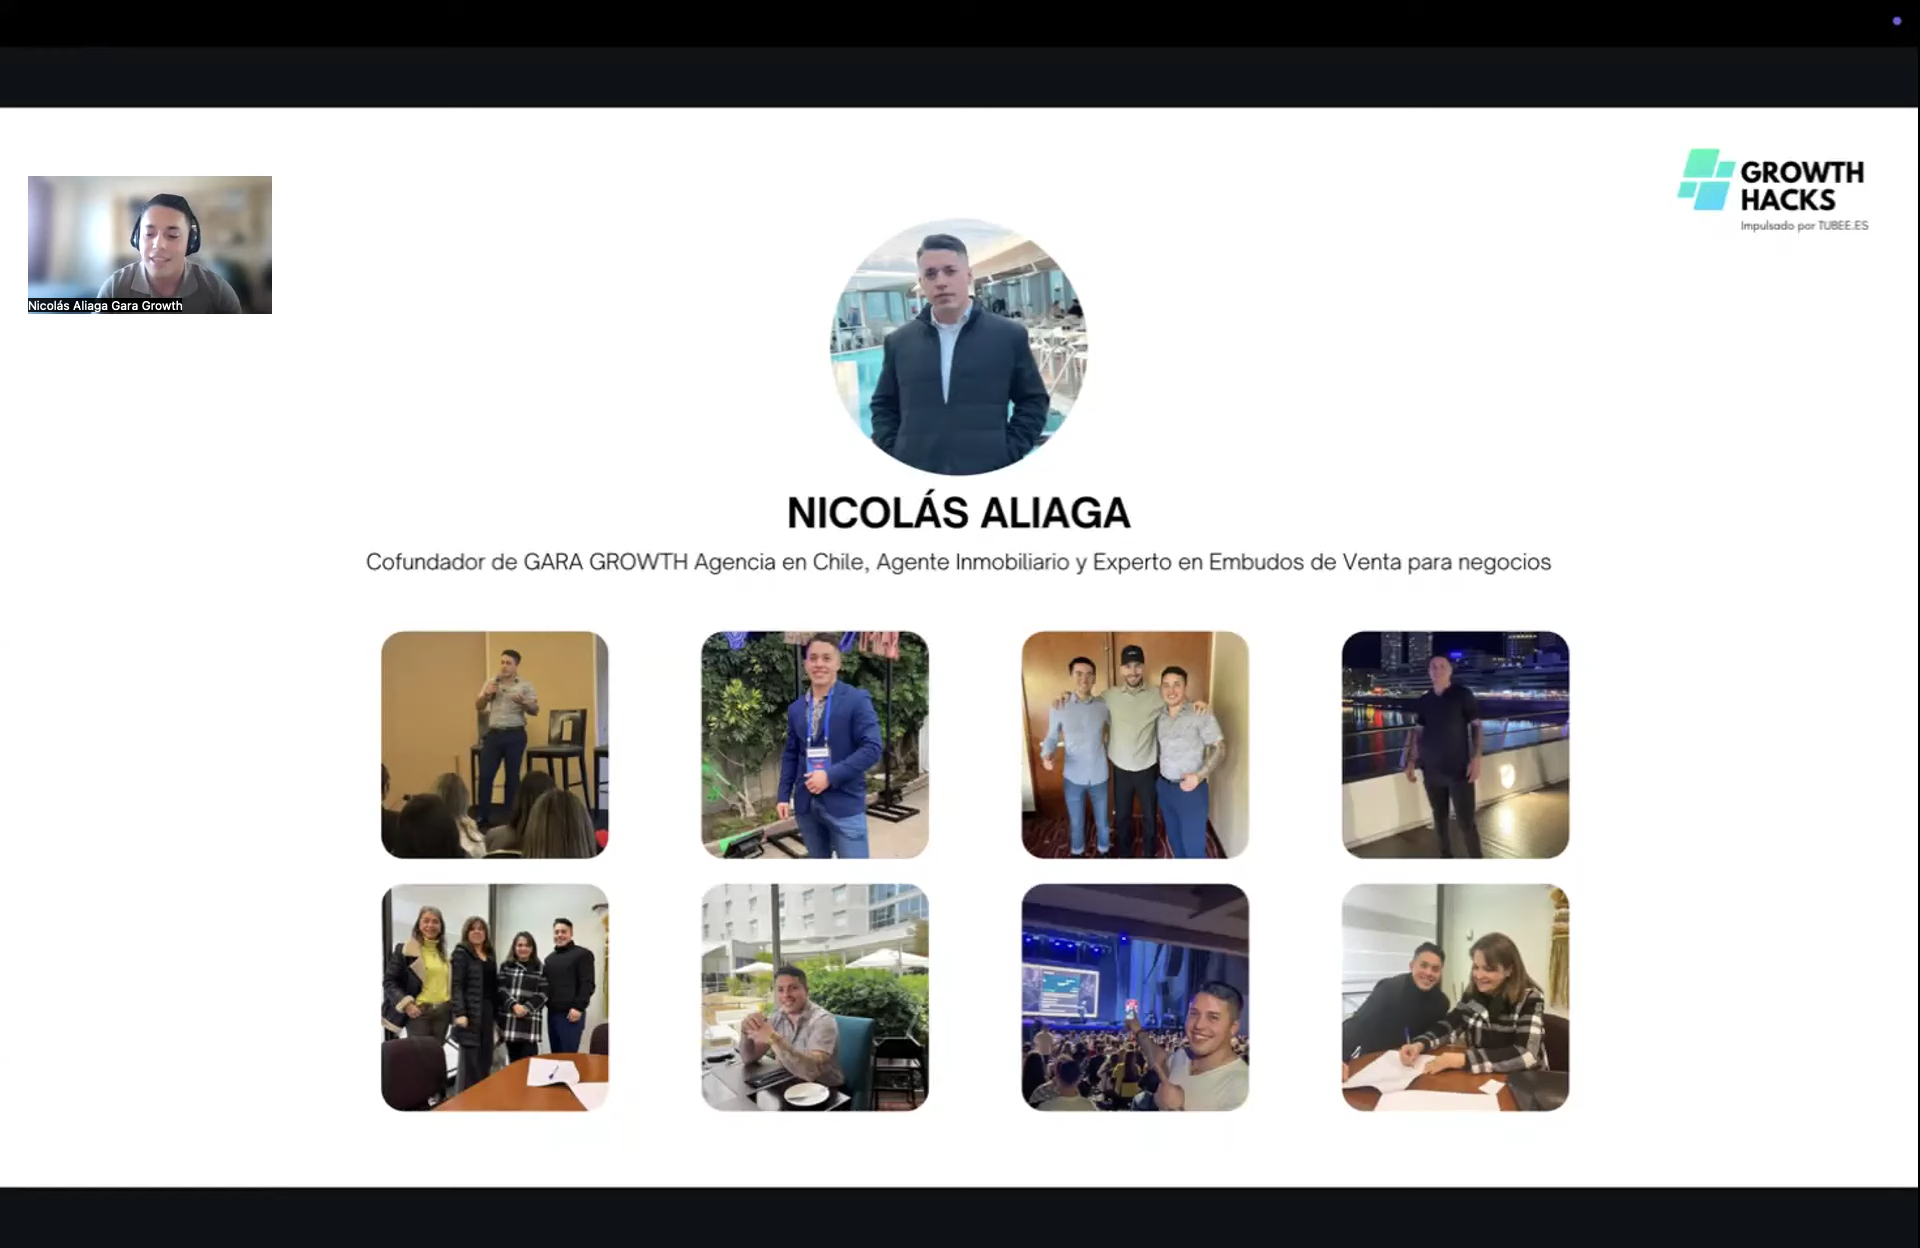 GROWTH
HACKS
Impulsado por TUBEE.ES
Nicolás Aliaga Gara Growth
NICOLÁS ALIAGA
Cofundador de GARA GROWTH Agencia en Chile, Agente Inmobiliario y Experto en Embudos de Venta para negocios